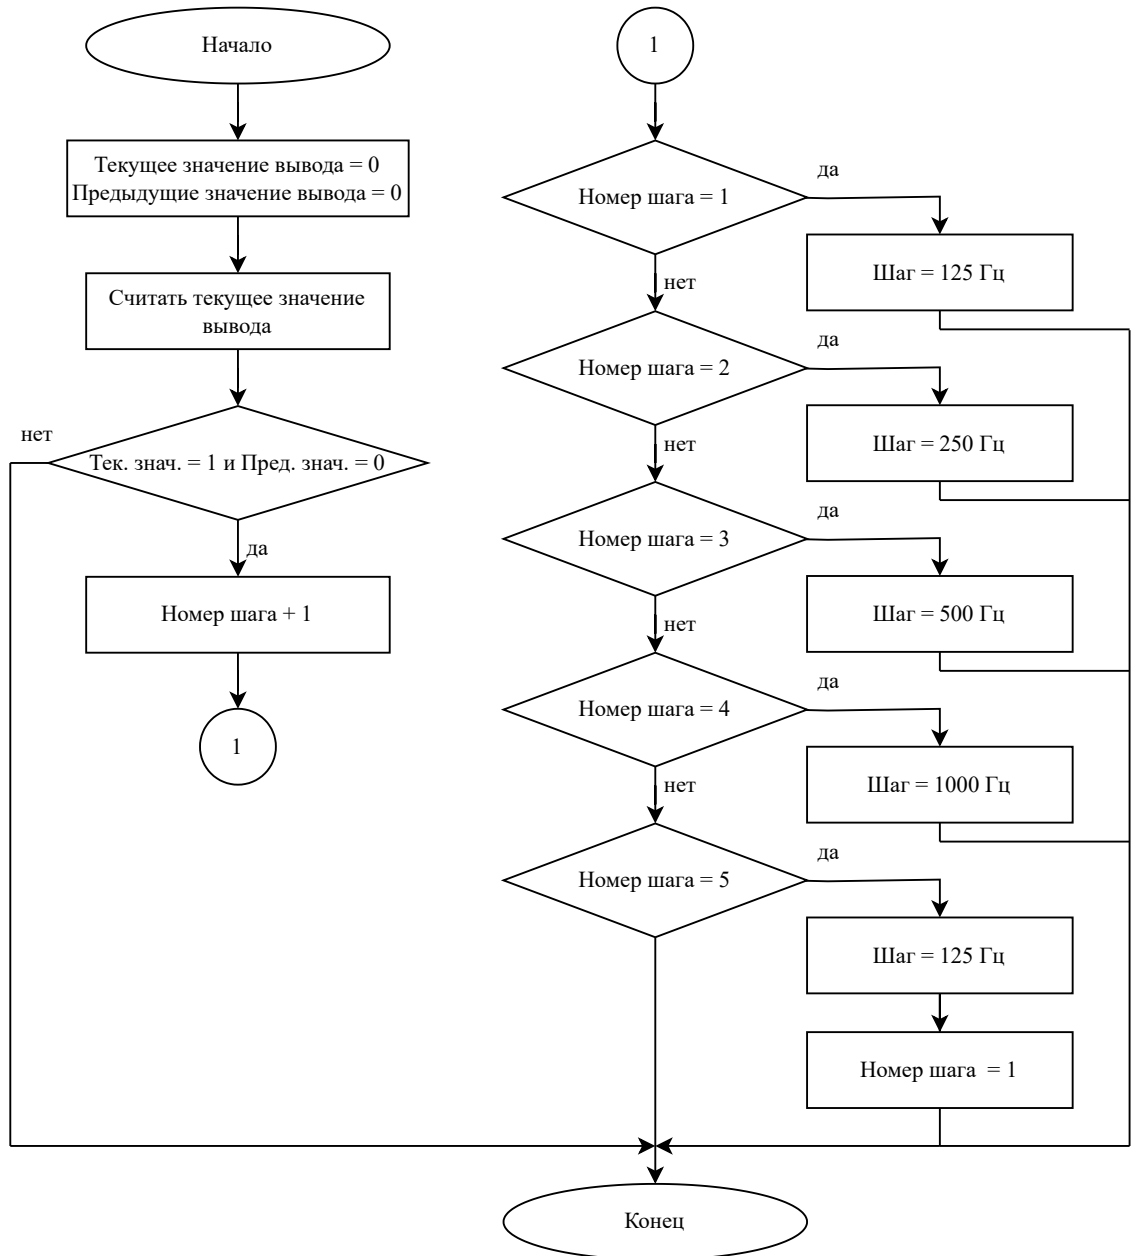 Начало
Текущее значение вывода = 0
Предыдущие значение вывода = 0
Считать текущее значение
вывода
нет
Тек. знач. = 1 и Пред. знач. = 0
да
Номер шага + 1
1
1
Номер шага = 1
да
Шаг = 125 Гц
нет
Номер шага = 2
да
Шаг = 250 Гц
нет
Номер шага = 3
да
Шаг = 500 Гц
нет
Номер шага = 4
да
Шаг = 1000 Гц
нет
Номер шага = 5
да
Шаг = 125 Гц
Номер шага = 1
Конец